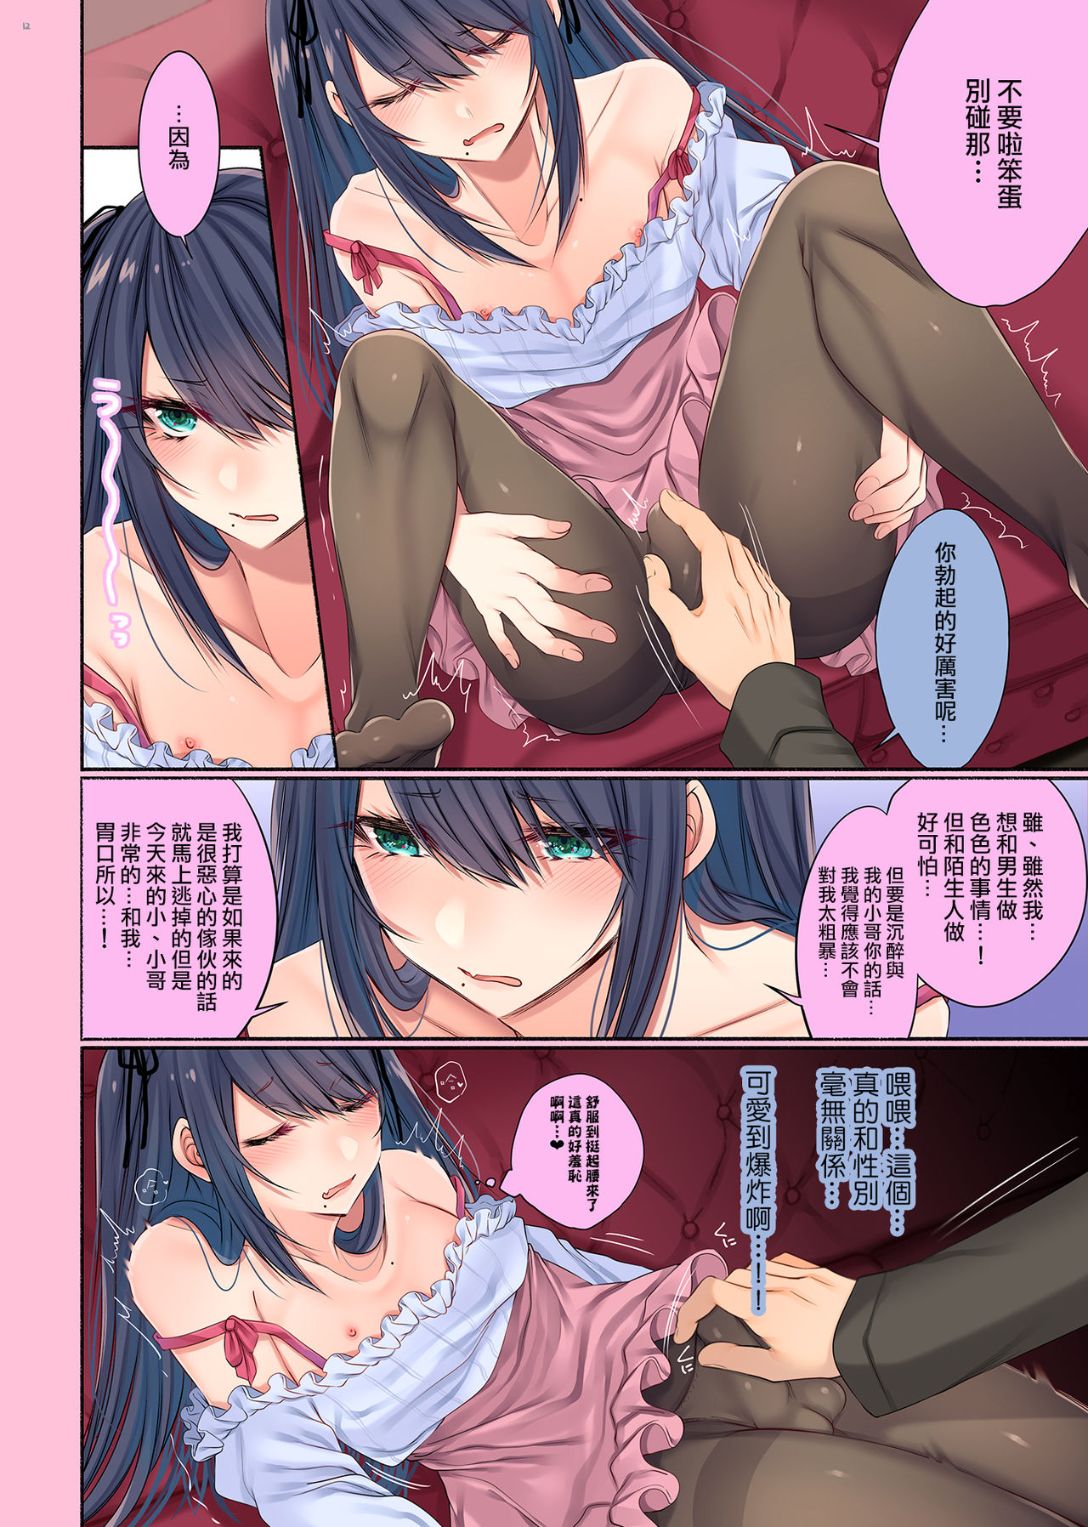 12
不要啦笨蛋
別碰那…
你勃起的好厲害呢…
…因為
う〜〜〜っっ
雖、雖然我…
想和男生做
色色的事情…！
但和陌生人做
好可怕…
但要是沉醉與
我的小哥你的話…
我覺得應該不會
對我太粗暴…
我打算是如果來的
是很惡心的傢伙的話
就馬上逃掉的但是
今天來的小、小哥
非常的…和我…
胃口所以…！
喂喂…這個…
真的和性別
毫無關係…
可愛到爆炸啊…！！
舒服到挺起腰來了
這真的好羞恥
啊啊…♥